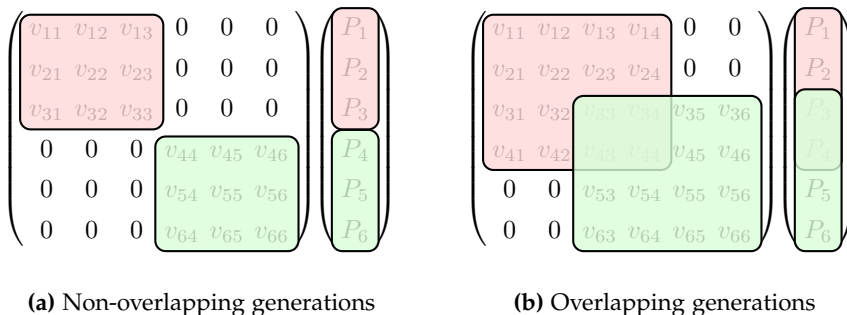 v₁₁ v₁₂ v₁₃ 0 0 0 P₁
v₂₁ v₂₂ v₂₃ 0 0 0 P₂
v₃₁ v₃₂ v₃₃ 0 0 0 P₃
0 0 0 v₄₄ v₄₅ v₄₆ P₄
0 0 0 v₅₄ v₅₅ v₅₆ P₅
0 0 0 v₆₄ v₆₅ v₆₆ P₆
(a) Non-overlapping generations
v₁₁ v₁₂ v₁₃ v₁₄ 0 0 P₁
v₂₁ v₂₂ v₂₃ v₂₄ 0 0 P₂
v₃₁ v₃₂ v₃₃ v₃₄ v₃₅ v₃₆ P₃
v₄₁ v₄₂ v₄₃ v₄₄ v₄₅ v₄₆ P₄
0 0 v₅₃ v₅₄ v₅₅ v₅₆ P₅
0 0 v₆₃ v₆₄ v₆₅ v₆₆ P₆
(b) Overlapping generations